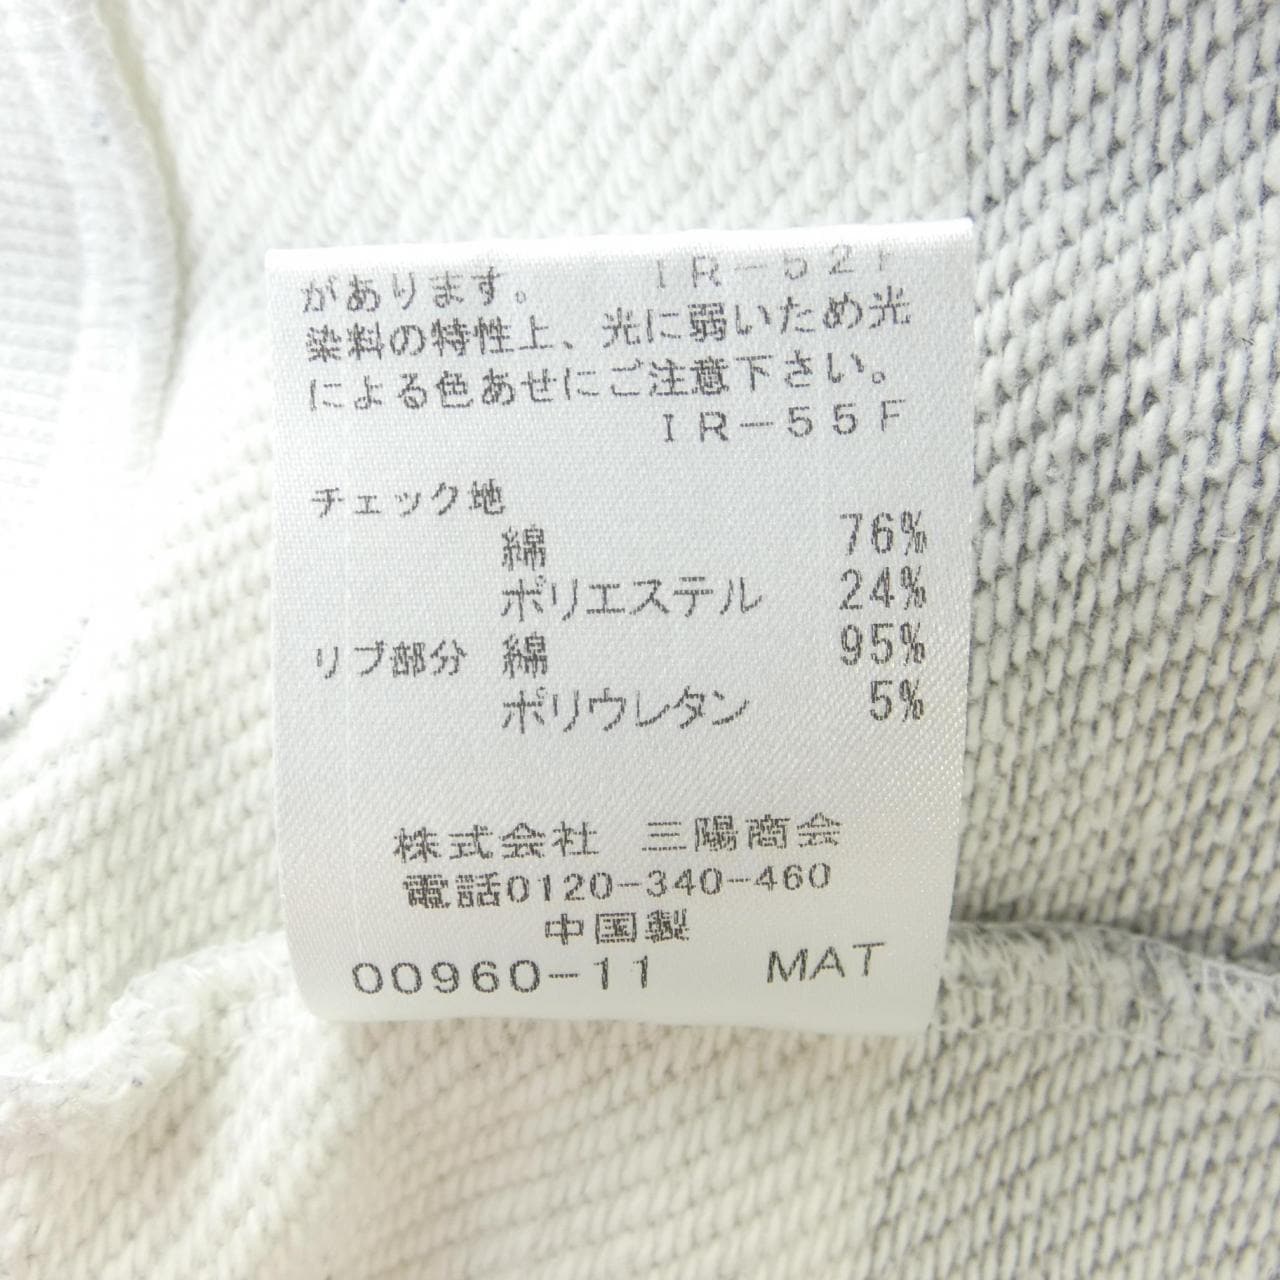 があります。 IR-52F
染料の特性上、光に弱いため光
による色あせにご注意下さい。
IR-55F
チェック地
綿 76%
ポリエステル 24%
リブ部分 綿 95%
ポリウレタン 5%
株式会社 三陽商会
電話0120-340-460
中国製
00960-11 MAT